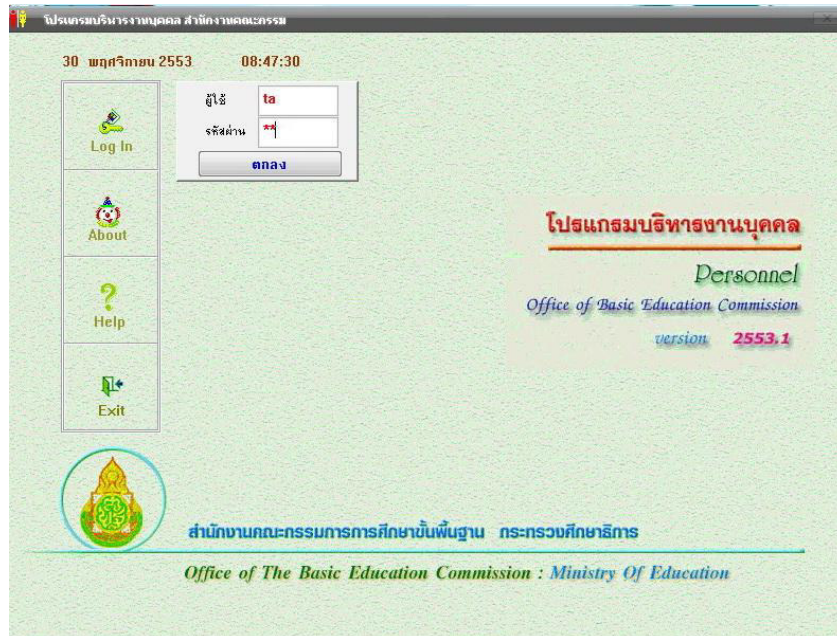 โปรแกรมบริหารงานบุคคล สำนักงานคณะกรรม
30 พฤศจิกายน 2553 08:47:30
ผู้ใช้ ta
รหัสผ่าน **
ตกลง
Log In
About
Help
Exit
โปรแกรมบริหารงานบุคคล
Personnel
Office of Basic Education Commission
version 2553.1
สำนักงานคณะกรรมการการศึกษาขั้นพื้นฐาน กระทรวงศึกษาธิการ
Office of The Basic Education Commission : Ministry Of Education